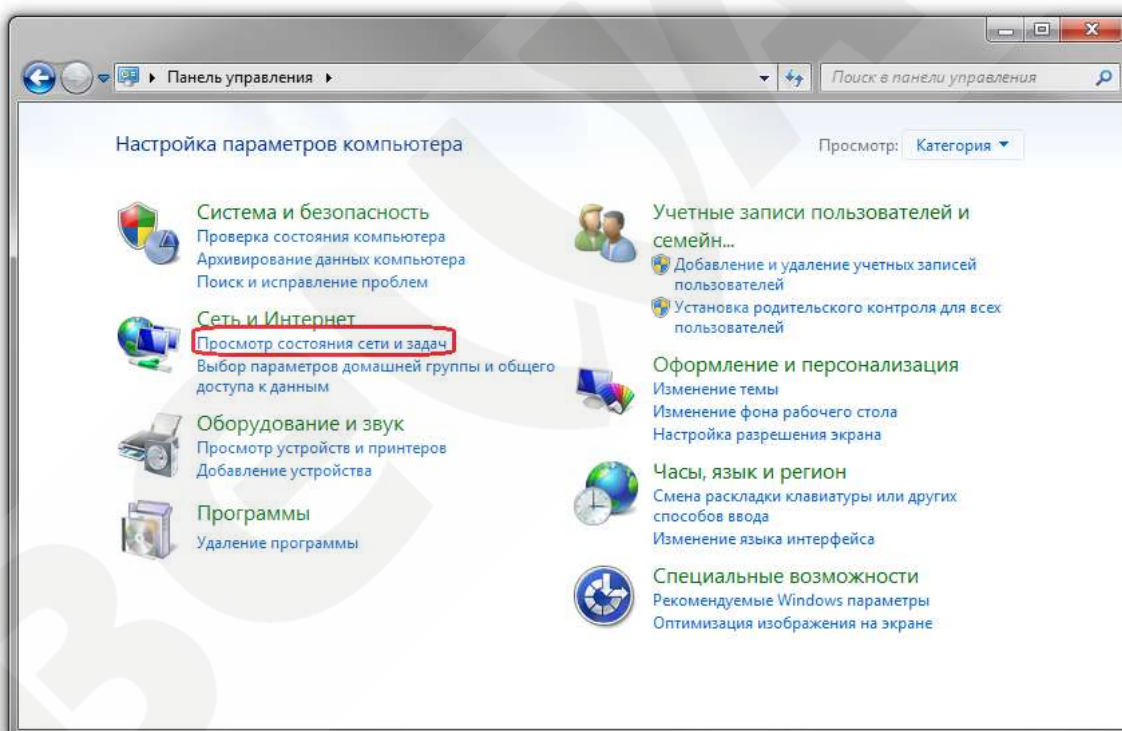 Панель управления
Поиск в панели управления
Настройка параметров компьютера
Просмотр: Категория
Система и безопасность
Проверка состояния компьютера
Архивирование данных компьютера
Поиск и исправление проблем
Сеть и Интернет
Просмотр состояния сети и задач
Выбор параметров домашней группы и общего
доступа к данным
Оборудование и звук
Просмотр устройств и принтеров
Добавление устройства
Программы
Удаление программы
Учетные записи пользователей и
семейн...
Добавление и удаление учетных записей
пользователей
Установка родительского контроля для всех
пользователей
Оформление и персонализация
Изменение темы
Изменение фона рабочего стола
Настройка разрешения экрана
Часы, язык и регион
Смена раскладки клавиатуры или других
способов ввода
Изменение языка интерфейса
Специальные возможности
Рекомендуемые Windows параметры
Оптимизация изображения на экране